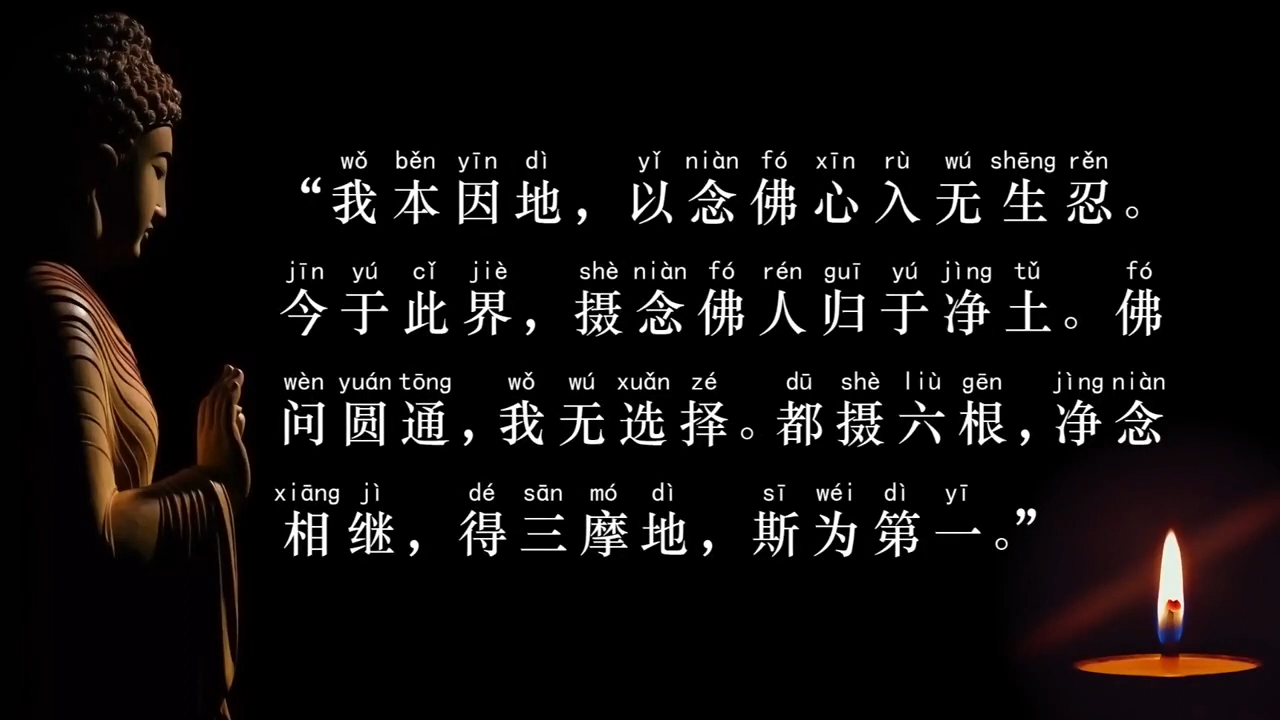 wǒ běn yīn dì yǐ niàn fó xīn rù wú shēng rěn
“我本因地，以念佛心入无生忍。
jīn yú cǐ jiè shè niàn fó rén guī yú jìng tǔ fó
今于此界，摄念佛人归于净土。佛
wèn yuán tōng wǒ wú xuǎn zé dū shè liù gēn jìng niàn
问圆通，我无选择。都摄六根，净念
xiāng jì dé sān mó dì sī wéi dì yī
相继，得三摩地，斯为第一。”